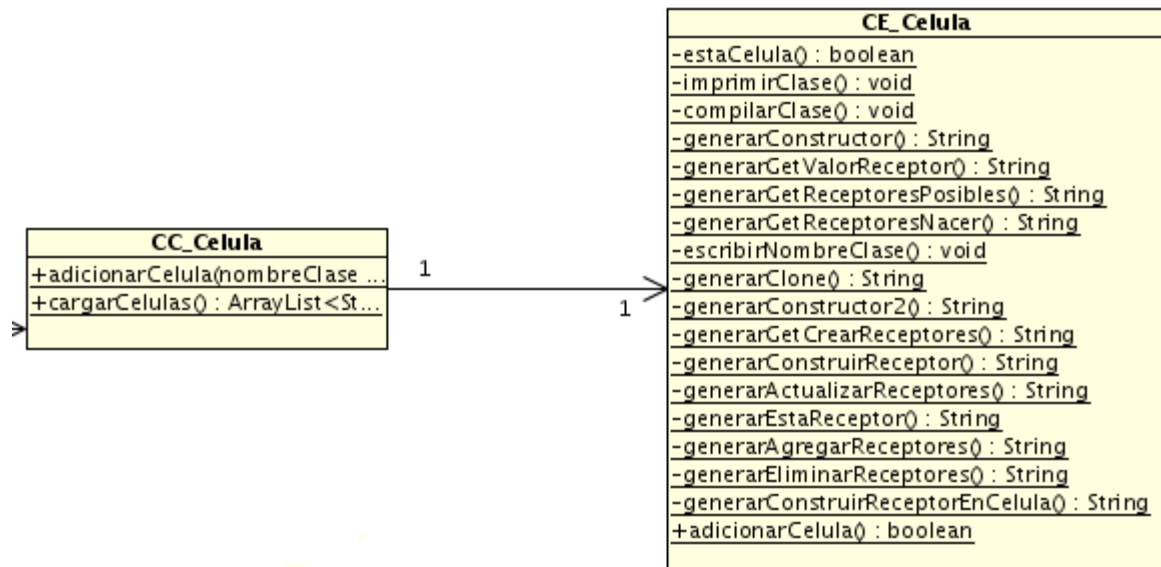 CC_Celula
+adicionarCelula(nombreClase ...
+cargarCelulas() : ArrayList<St...
1
1
CE_Celula
-estaCelula() : boolean
-imprimirClase() : void
-compilarClase() : void
-generarConstructor() : String
-generarGetValorReceptor() : String
-generarGetReceptoresPosibles() : String
-generarGetReceptoresNacer() : String
-escribirNombreClase() : void
-generarClone() : String
-generarConstructor2() : String
-generarGetCrearReceptores() : String
-generarConstruirReceptor() : String
-generarActualizarReceptores() : String
-generarEstaReceptor() : String
-generarAgregarReceptores() : String
-generarEliminarReceptores() : String
-generarConstruirReceptorEnCelula() : String
+adicionarCelula() : boolean